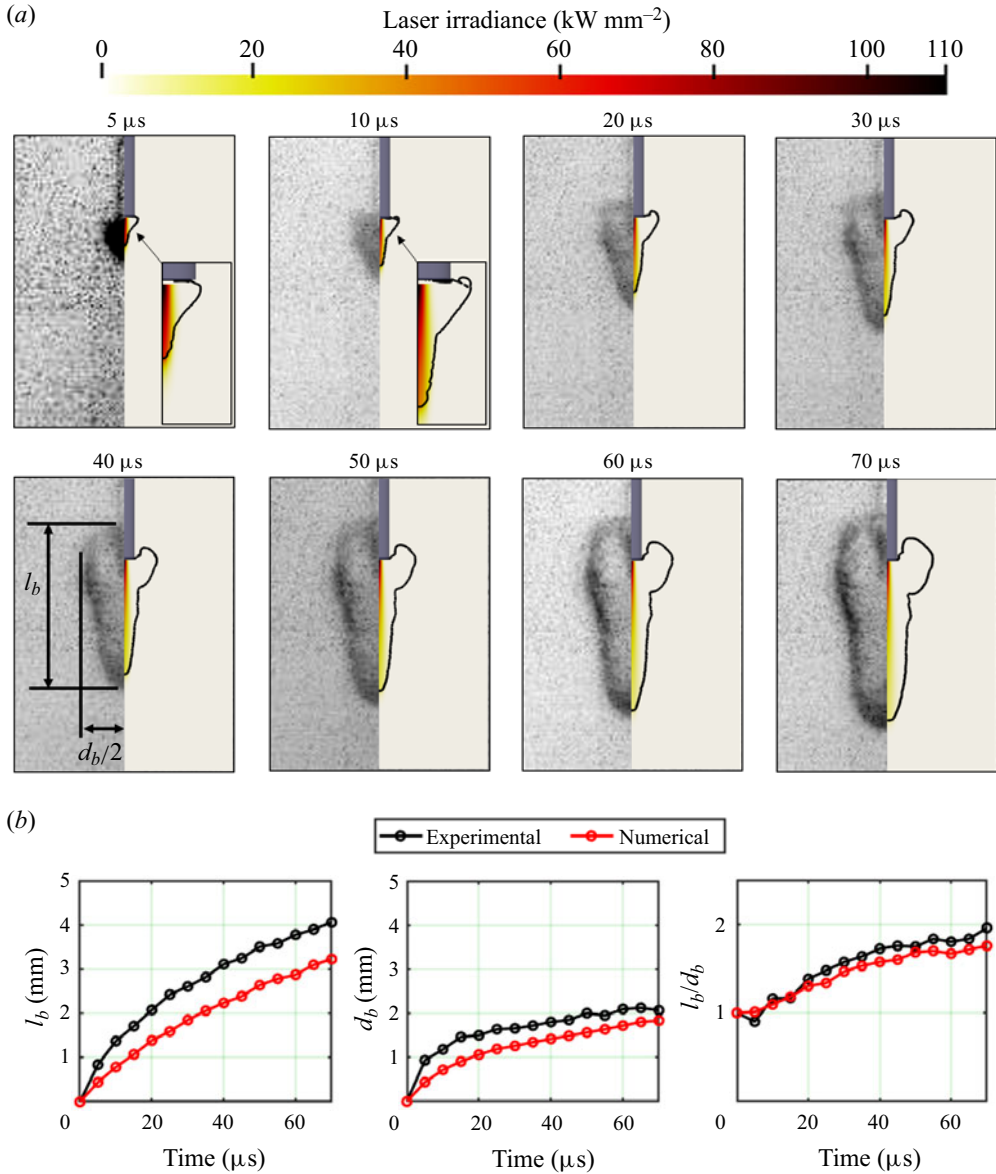 (a)
Laser irradiance (kW mm⁻²)
0 20 40 60 80 100 110
5 μs 10 μs 20 μs 30 μs
40 μs 50 μs 60 μs 70 μs
l_b
d_b/2
(b)
Experimental Numerical
5
4
3
2
1
0 20 40 60
l_b (mm)
Time (μs)
5
4
3
2
1
0 20 40 60
d_b (mm)
Time (μs)
2
1
0 20 40 60
l_b/d_b
Time (μs)